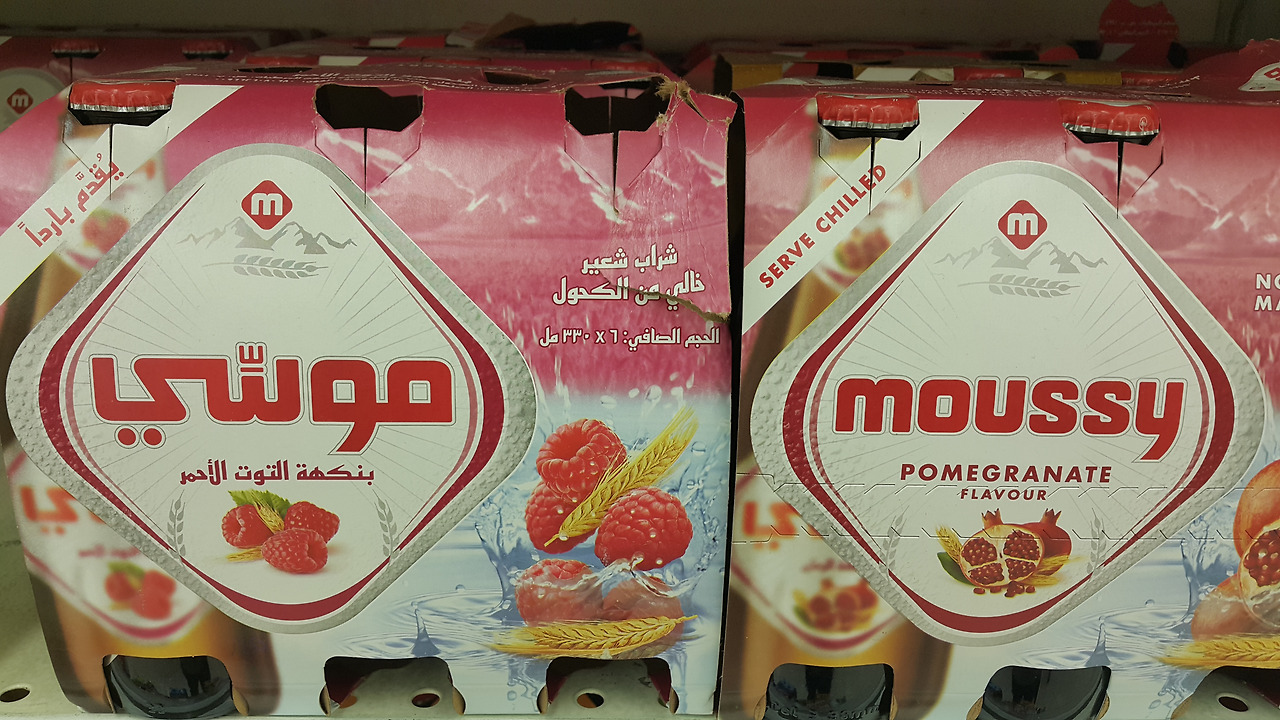 يُقدَّم بارداً
شراب شعير
خالي من الكحول
الحجم الصافي: ٦ x ٣٣٠ مل
موسّي
بنكهة التوت الأحمر
SERVE CHILLED
moussy
POMEGRANATE
FLAVOUR